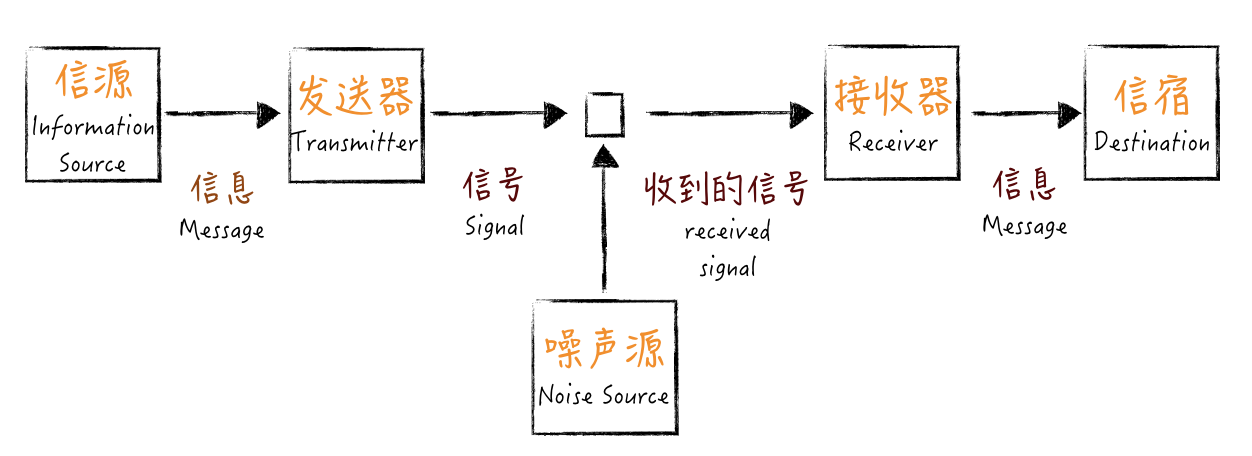 信源
Information
Source
信息
Message
发送器
Transmitter
信号
Signal
噪声源
Noise Source
收到的信号
received
signal
接收器
Receiver
信息
Message
信宿
Destination